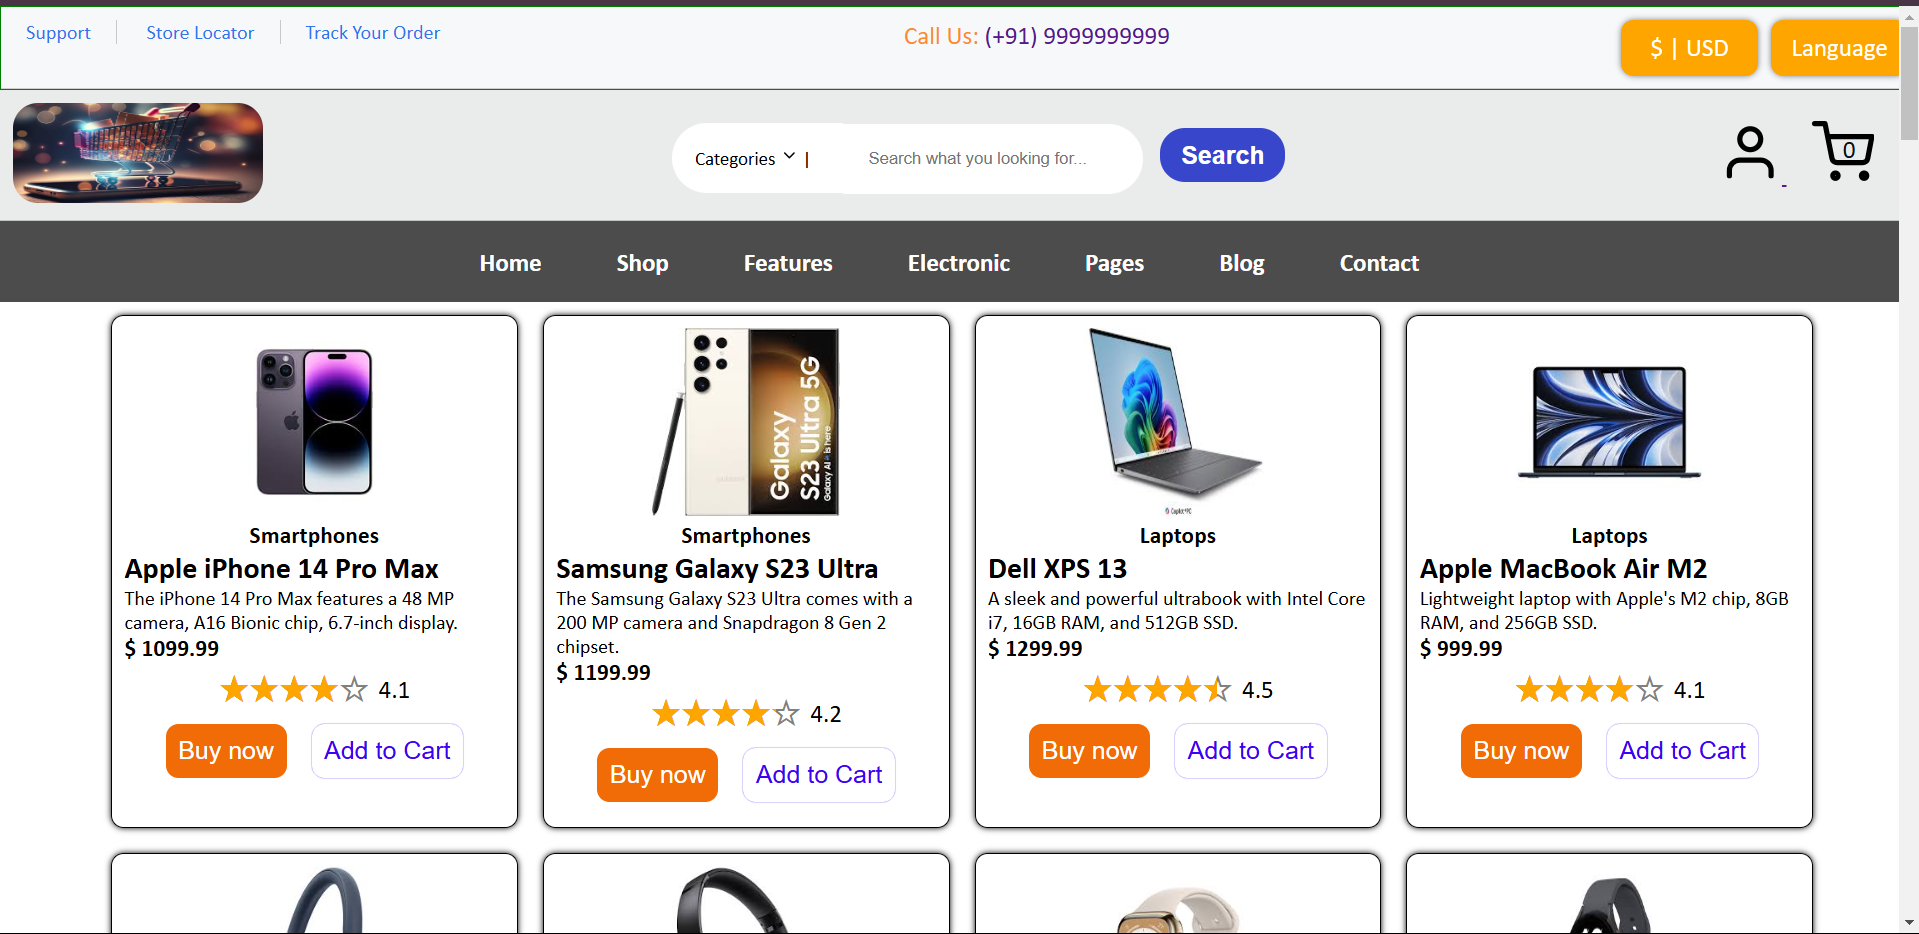 Support
Store Locator
Track Your Order
Call Us: (+91) 9999999999
$ | USD
Language
Categories |
Search what you looking for...
Search
0
Home
Shop
Features
Electronic
Pages
Blog
Contact
Smartphones
Apple iPhone 14 Pro Max
The iPhone 14 Pro Max features a 48 MP
camera, A16 Bionic chip, 6.7-inch display.
$ 1099.99
4.1
Buy now
Add to Cart
Galaxy
S23 Ultra 5G
Galaxy AI is here
Smartphones
Samsung Galaxy S23 Ultra
The Samsung Galaxy S23 Ultra comes with a
200 MP camera and Snapdragon 8 Gen 2
chipset.
$ 1199.99
4.2
Buy now
Add to Cart
Copilot+PC
Laptops
Dell XPS 13
A sleek and powerful ultrabook with Intel Core
i7, 16GB RAM, and 512GB SSD.
$ 1299.99
4.5
Buy now
Add to Cart
Laptops
Apple MacBook Air M2
Lightweight laptop with Apple's M2 chip, 8GB
RAM, and 256GB SSD.
$ 999.99
4.1
Buy now
Add to Cart